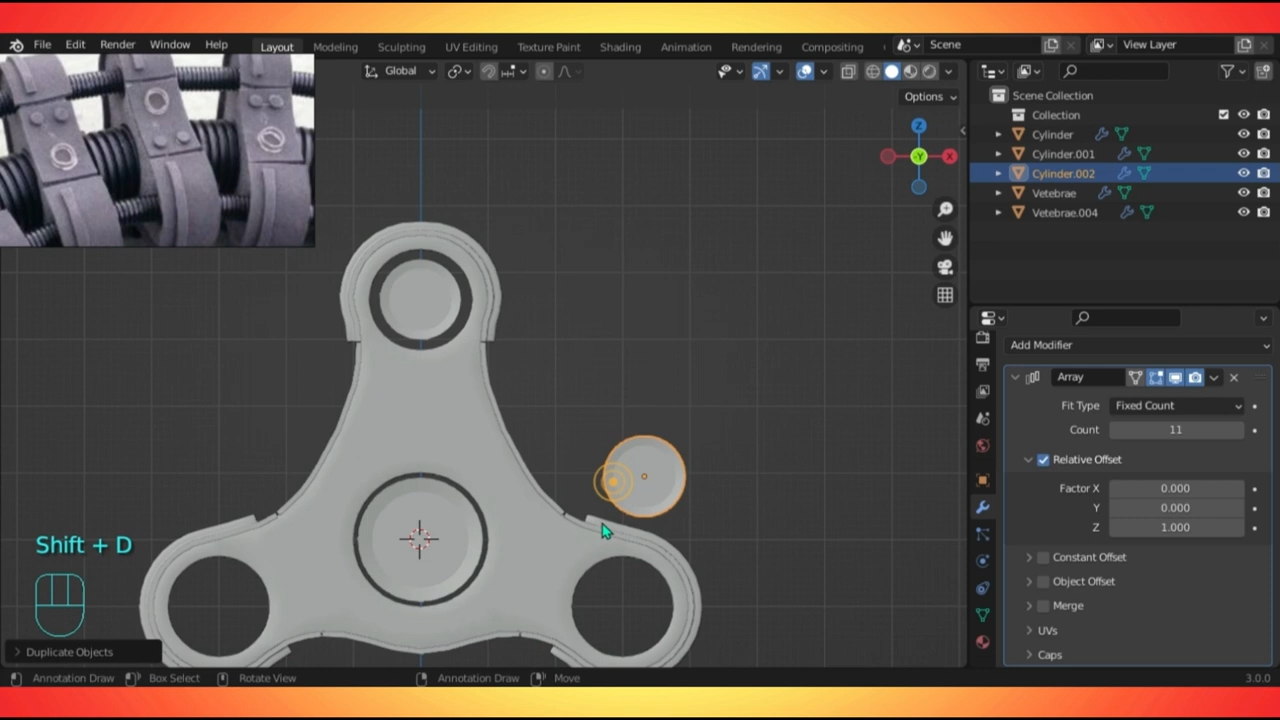 File Edit Render Window Help
Layout Modeling Sculpting UV Editing Texture Paint Shading Animation Rendering Compositing
Scene
View Layer
Global
Options
Z
-Y
X
Scene Collection
Collection
Cylinder
Cylinder.001
Cylinder.002
Vetebrae
Vetebrae.004
Add Modifier
Array
Fit Type Fixed Count
Count 11
Relative Offset
Factor X 0.000
Y 0.000
Z 1.000
Constant Offset
Object Offset
Merge
UVs
Caps
Shift + D
Duplicate Objects
Annotation Draw Box Select Rotate View Annotation Draw Move 3.0.0